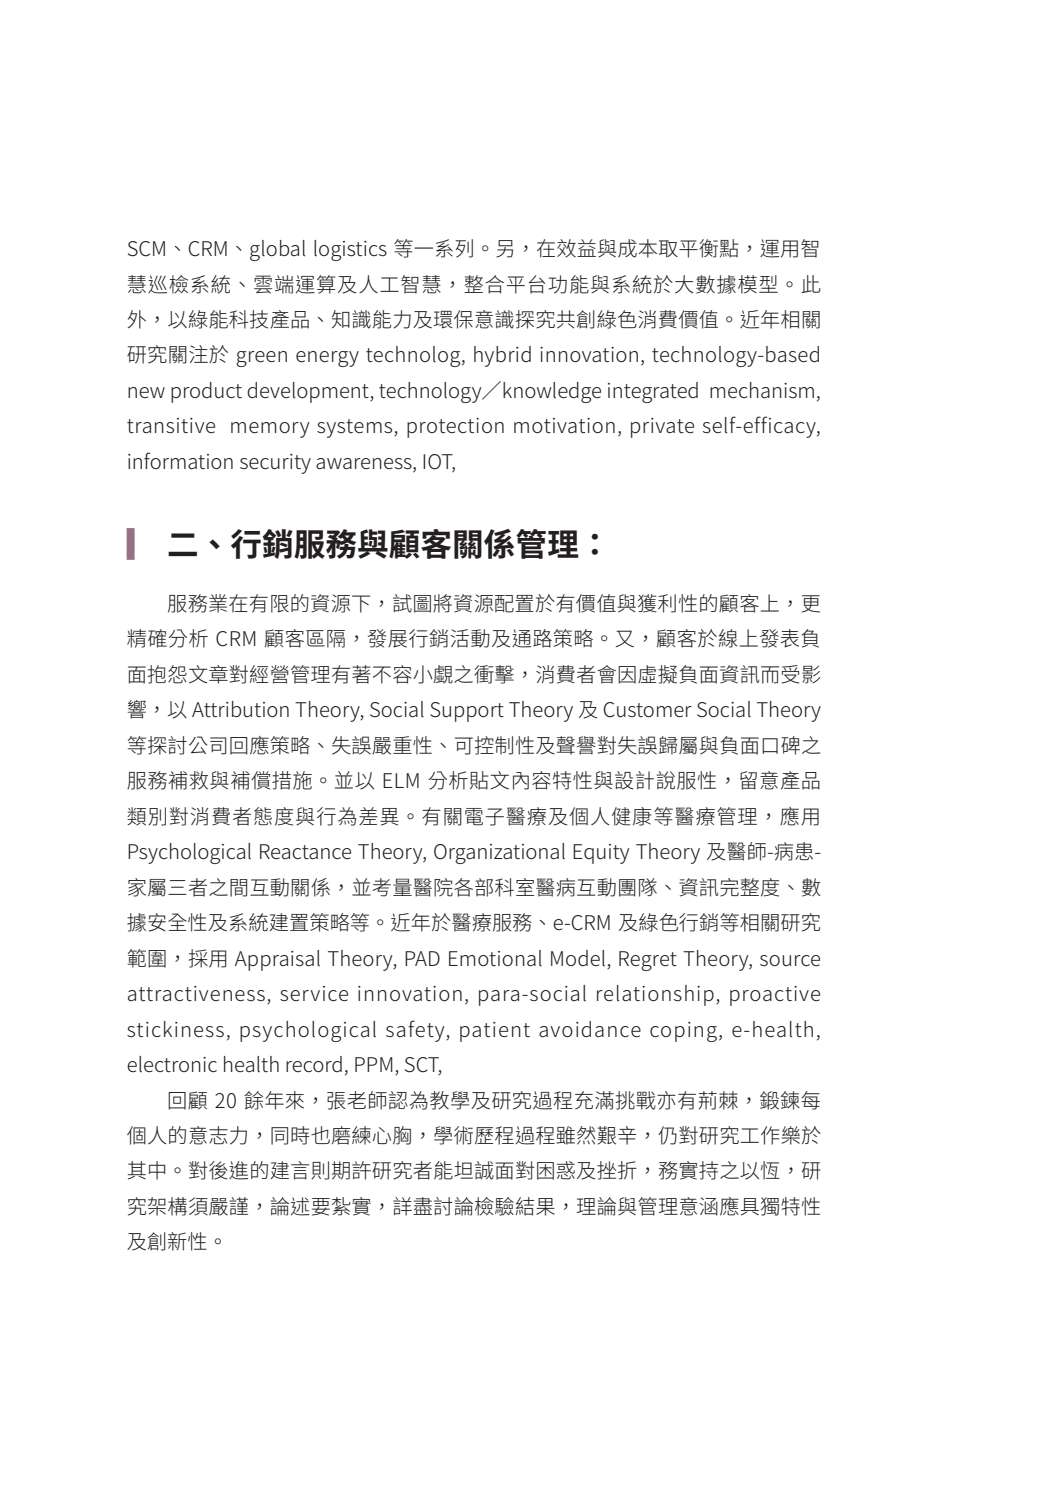 SCM、CRM、global logistics 等一系列。另，在效益與成本取平衡點，運用智
慧巡檢系統、雲端運算及人工智慧，整合平台功能與系統於大數據模型。此
外，以綠能科技產品、知識能力及環保意識探究共創綠色消費價值。近年相關
研究關注於 green energy technolog, hybrid innovation, technology-based
new product development, technology／knowledge integrated mechanism,
transitive memory systems, protection motivation, private self-efficacy,
information security awareness, IOT,
二、行銷服務與顧客關係管理：
服務業在有限的資源下，試圖將資源配置於有價值與獲利性的顧客上，更
精確分析 CRM 顧客區隔，發展行銷活動及通路策略。又，顧客於線上發表負
面抱怨文章對經營管理有著不容小覷之衝擊，消費者會因虛擬負面資訊而受影
響，以 Attribution Theory, Social Support Theory 及 Customer Social Theory
等探討公司回應策略、失誤嚴重性、可控制性及聲譽對失誤歸屬與負面口碑之
服務補救與補償措施。並以 ELM 分析貼文內容特性與設計說服性，留意產品
類別對消費者態度與行為差異。有關電子醫療及個人健康等醫療管理，應用
Psychological Reactance Theory, Organizational Equity Theory 及醫師-病患-
家屬三者之間互動關係，並考量醫院各部科室醫病互動團隊、資訊完整度、數
據安全性及系統建置策略等。近年於醫療服務、e-CRM 及綠色行銷等相關研究
範圍，採用 Appraisal Theory, PAD Emotional Model, Regret Theory, source
attractiveness, service innovation, para-social relationship, proactive
stickiness, psychological safety, patient avoidance coping, e-health,
electronic health record, PPM, SCT,
回顧 20 餘年來，張老師認為教學及研究過程充滿挑戰亦有荊棘，鍛鍊每
個人的意志力，同時也磨練心胸，學術歷程過程雖然艱辛，仍對研究工作樂於
其中。對後進的建言則期許研究者能坦誠面對困惑及挫折，務實持之以恆，研
究架構須嚴謹，論述要紮實，詳盡討論檢驗結果，理論與管理意涵應具獨特性
及創新性。